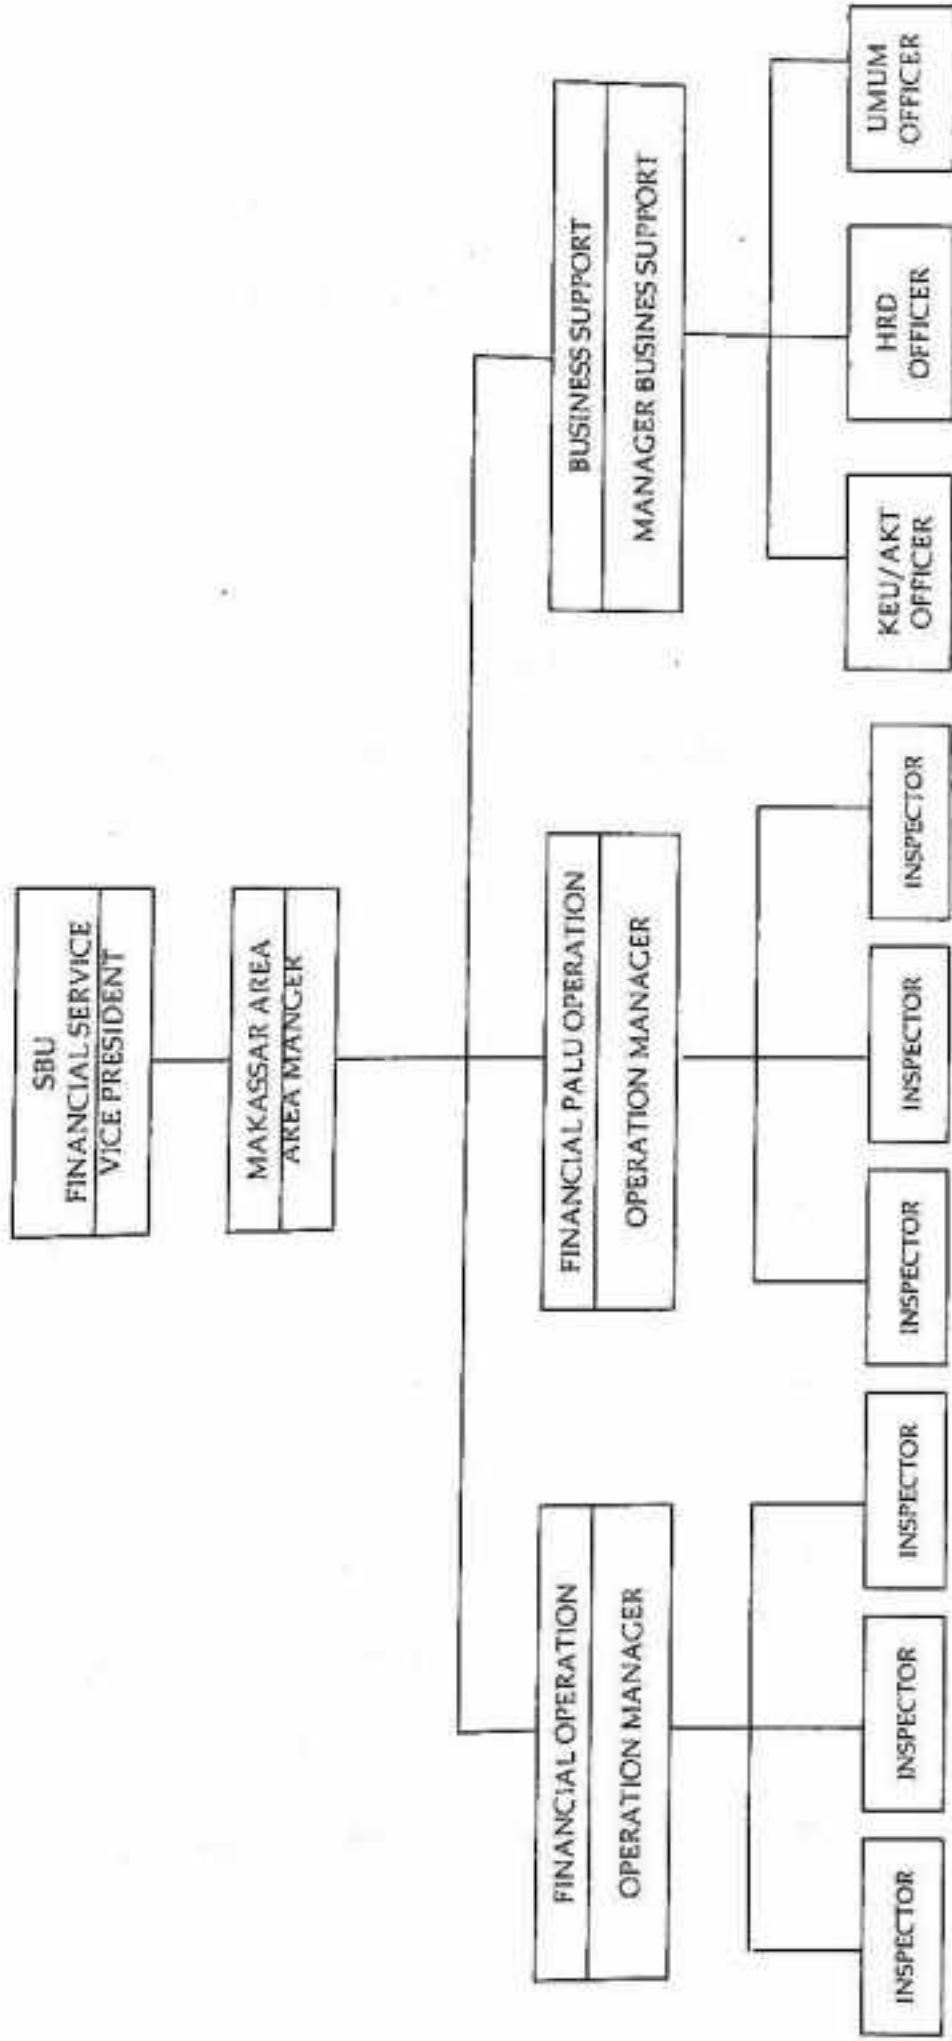 SBU
FINANCIAL SERVICE
VICE PRESIDENT
MAKASSAR AREA
AREA MANGER
FINANCIAL OPERATION
OPERATION MANAGER
FINANCIAL PALU OPERATION
OPERATION MANAGER
BUSINESS SUPPORT
MANAGER BUSINES SUPPORT
INSPECTOR
INSPECTOR
INSPECTOR
INSPECTOR
INSPECTOR
INSPECTOR
KEU/AKT
OFFICER
HRD
OFFICER
UMUM
OFFICER